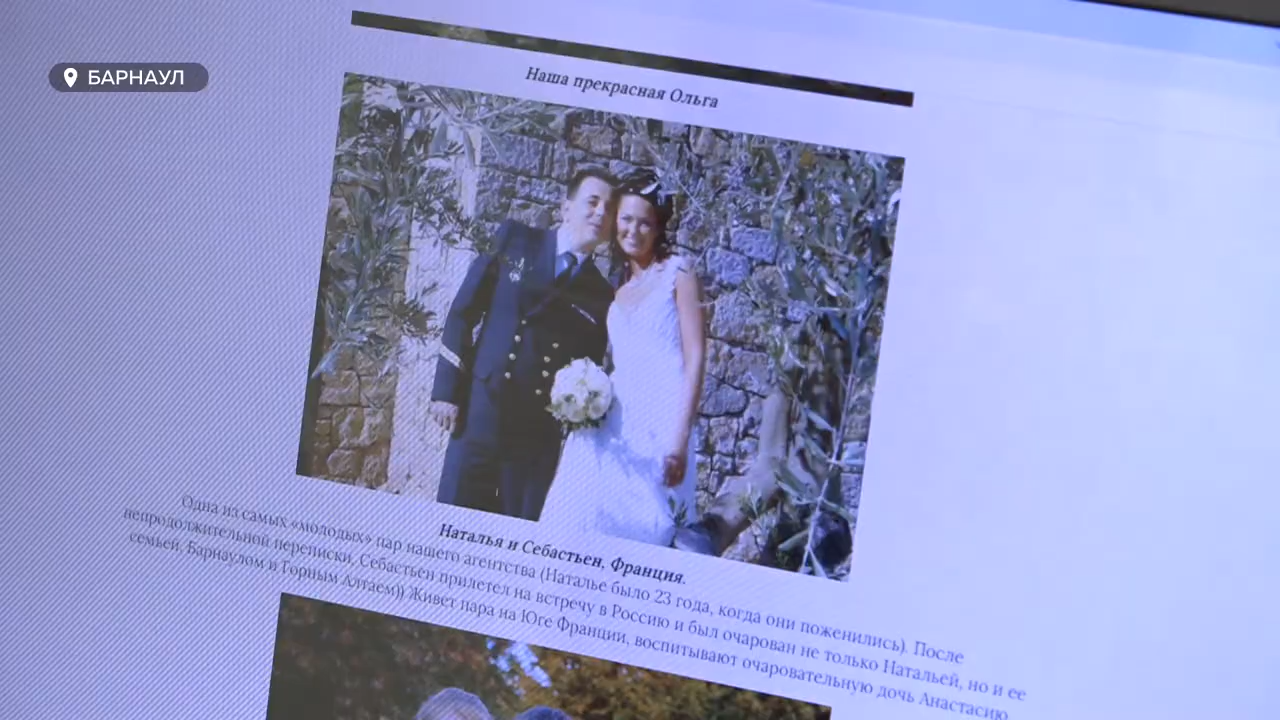 БАРНАУЛ
Наша прекрасная Ольга
Наталья и Себастьен, Франция.
Одна из самых «молодых» пар нашего агентства (Наталье было 23 года, когда они поженились). После
непродолжительной переписки, Себастьен прилетел на встречу в Россию и был очарован не только Натальей, но и ее
семьей, Барнаулом и Горным Алтаем)) Живет пара на Юге Франции, воспитывают очаровательную дочь Анастасию